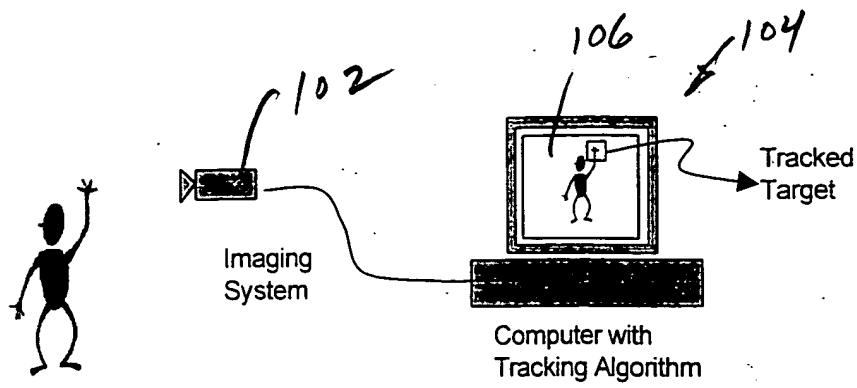 102
106
104
Tracked
Target
Imaging
System
Computer with
Tracking Algorithm